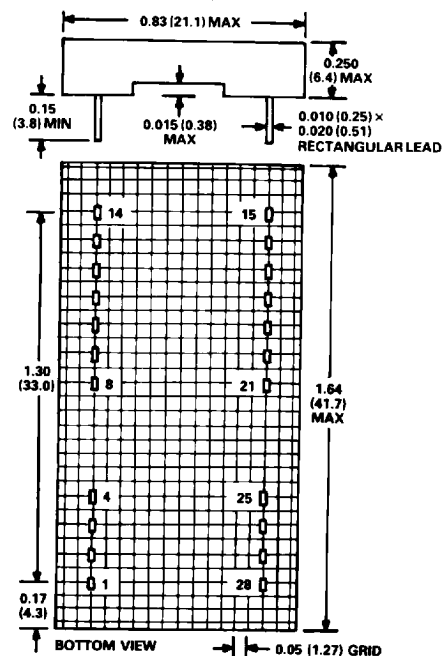 0.83 (21.1) MAX
0.250
(6.4) MAX
0.15
(3.8) MIN
0.015 (0.38)
MAX
0.010 (0.25) ×
0.020 (0.51)
RECTANGULAR LEAD
14
15
1.30
(33.0)
8
21
1.64
(41.7)
MAX
4
25
0.17
(4.3)
1
28
BOTTOM VIEW
0.05 (1.27) GRID